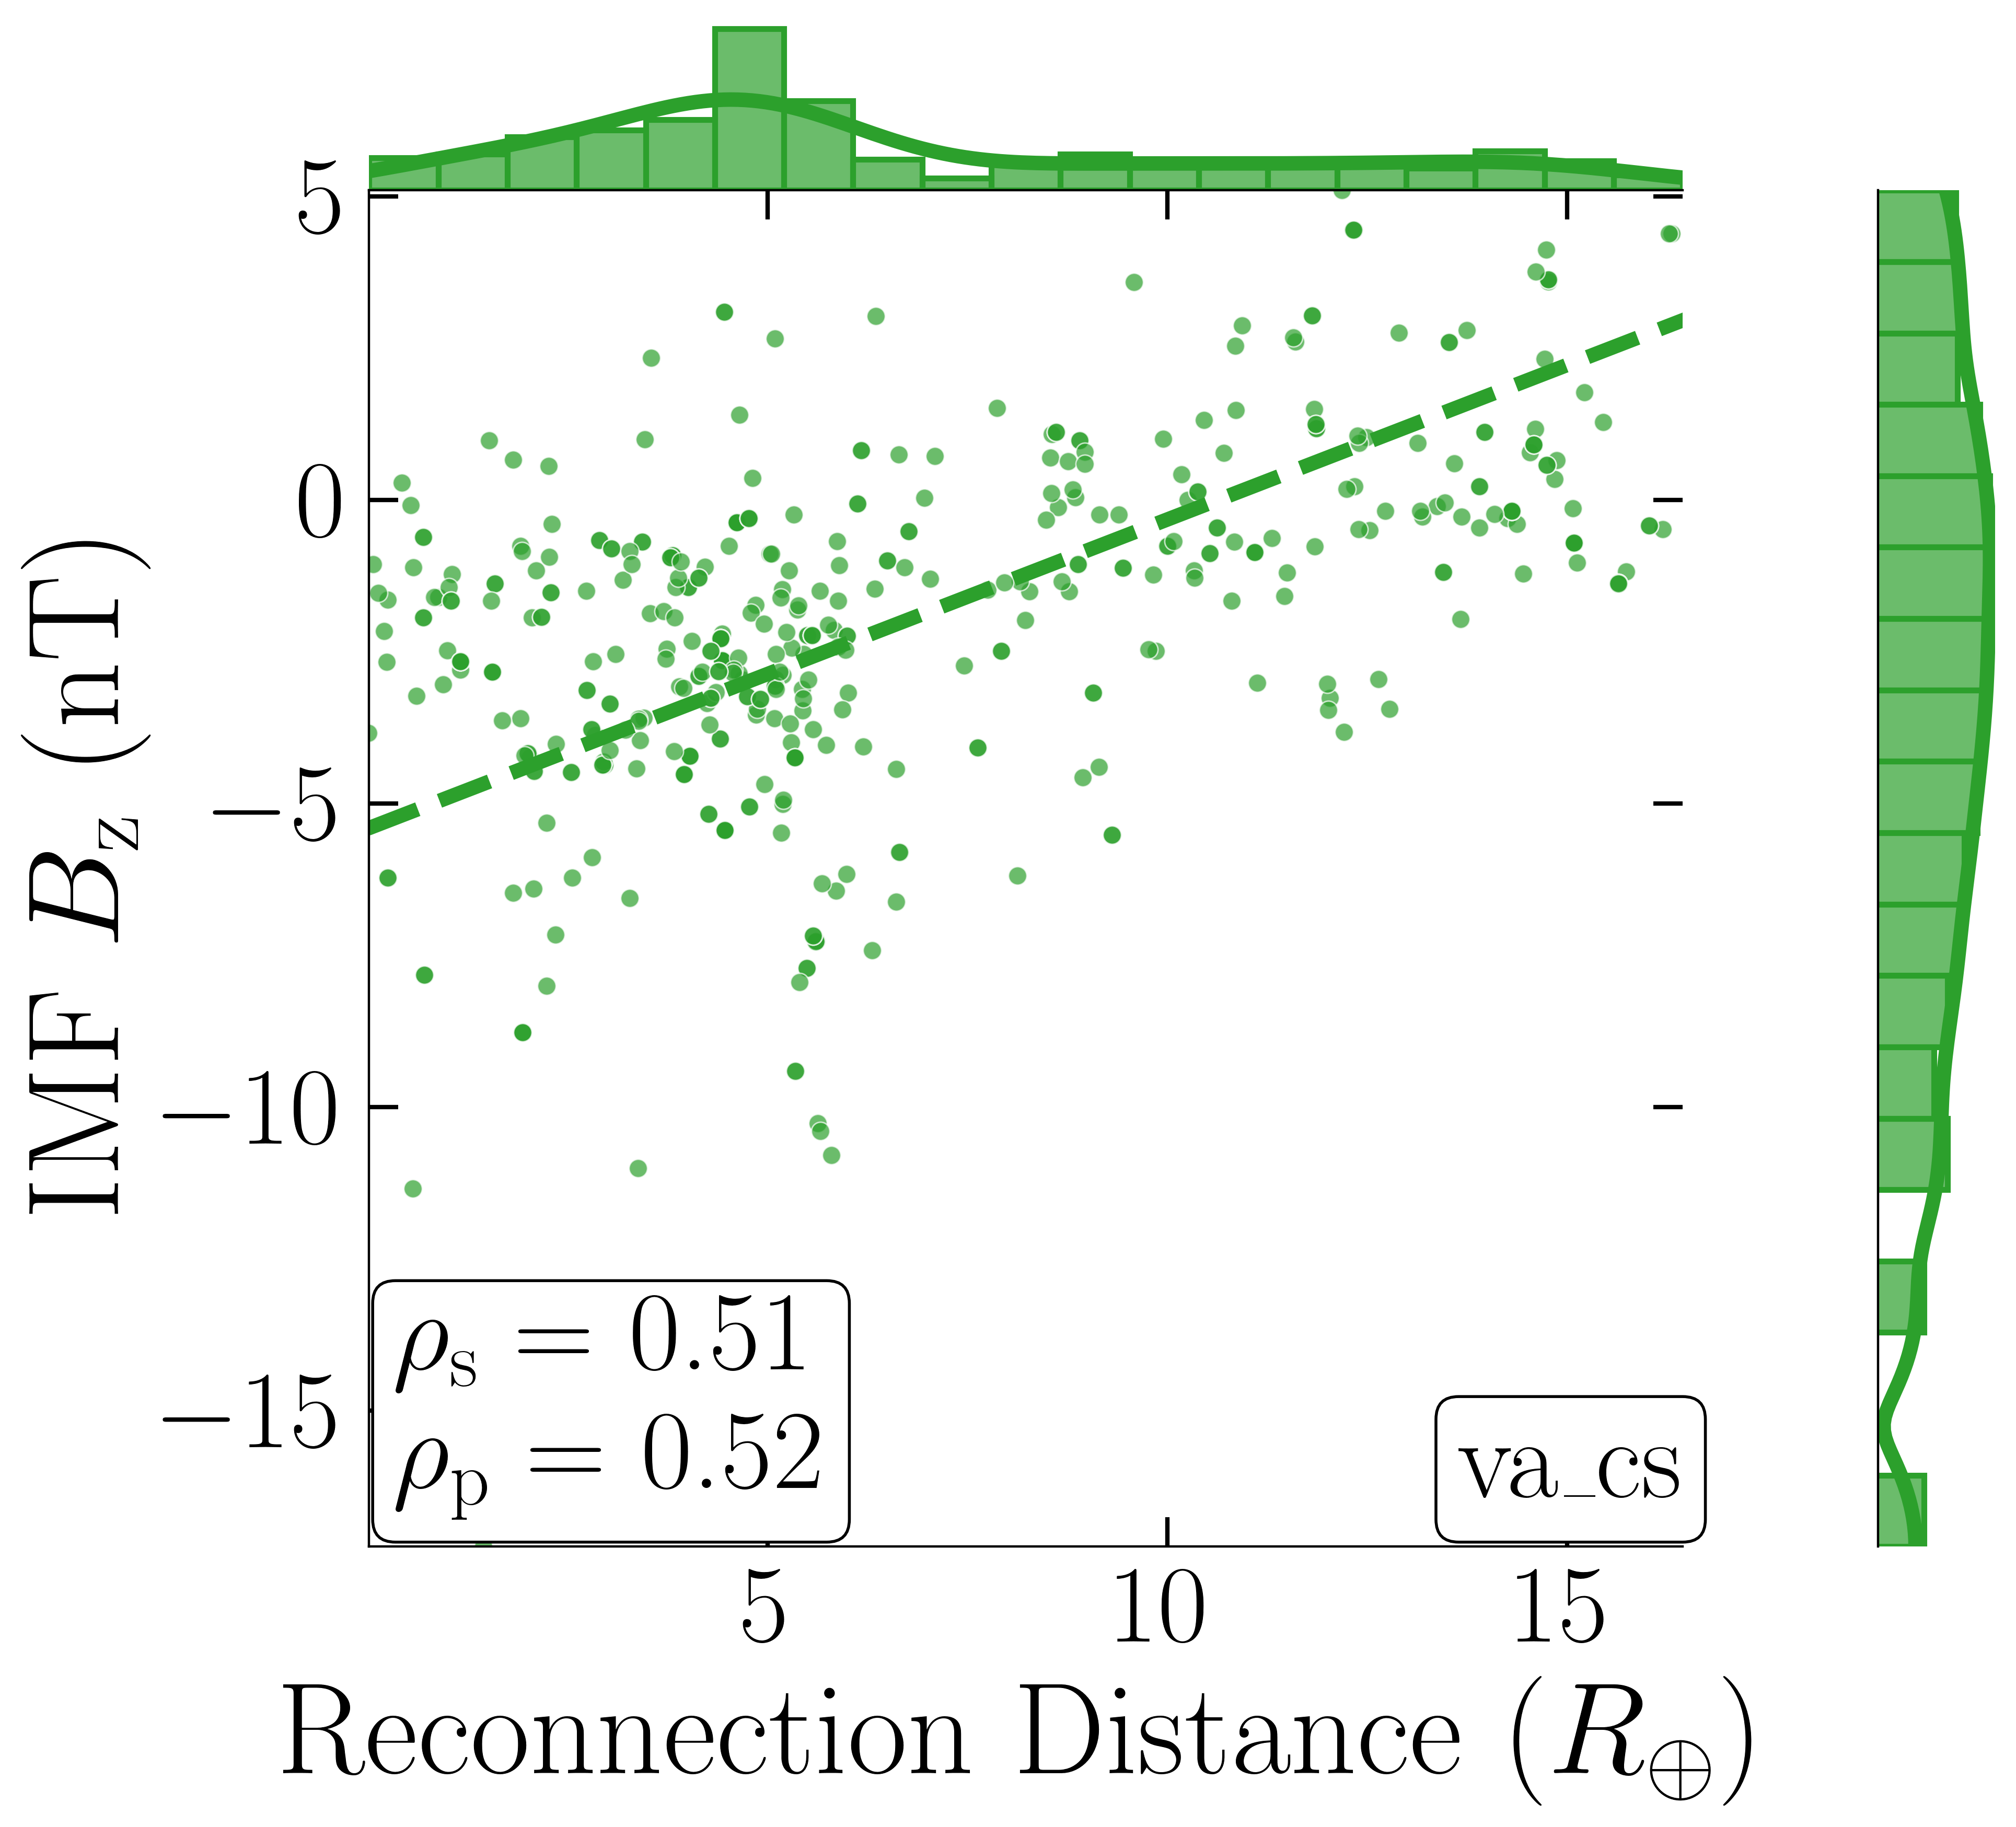 IMF B_z (nT)
5
0
−5
−10
−15
ρ_s = 0.51
ρ_p = 0.52
va_cs
5 10 15
Reconnection Distance (R_⊕)